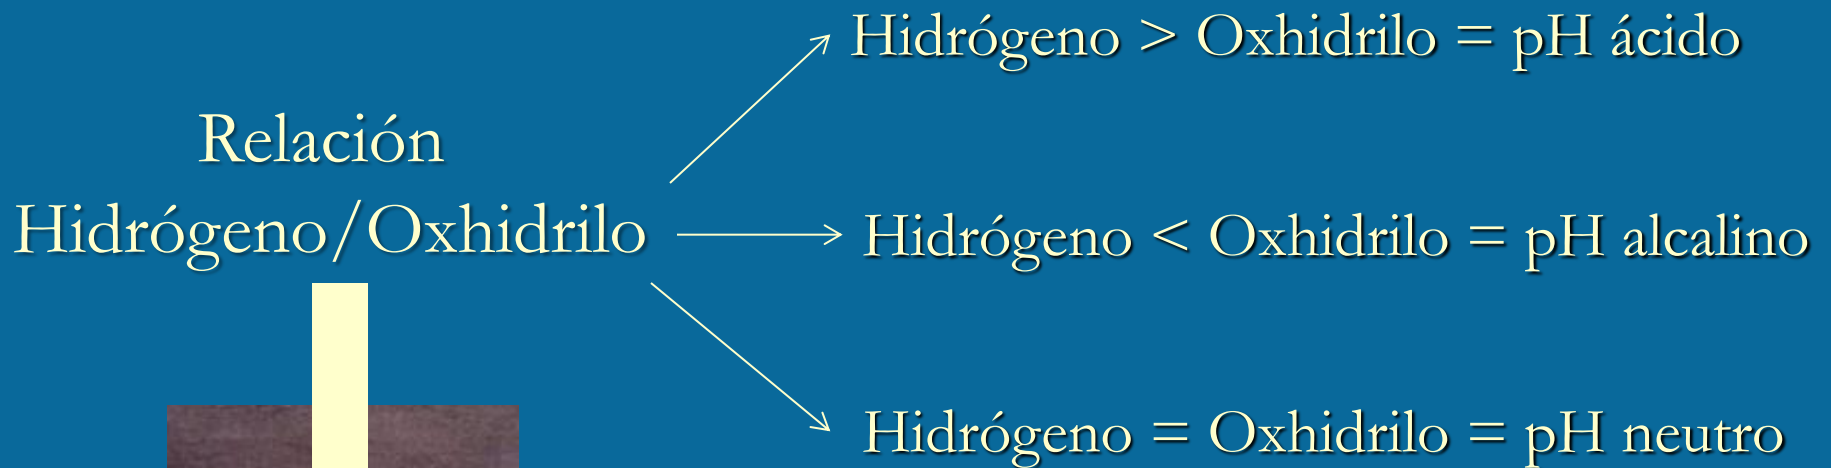 Hidrógeno > Oxhidrilo = pH ácido
Relación
Hidrógeno/Oxhidrilo
Hidrógeno < Oxhidrilo = pH alcalino
Hidrógeno = Oxhidrilo = pH neutro